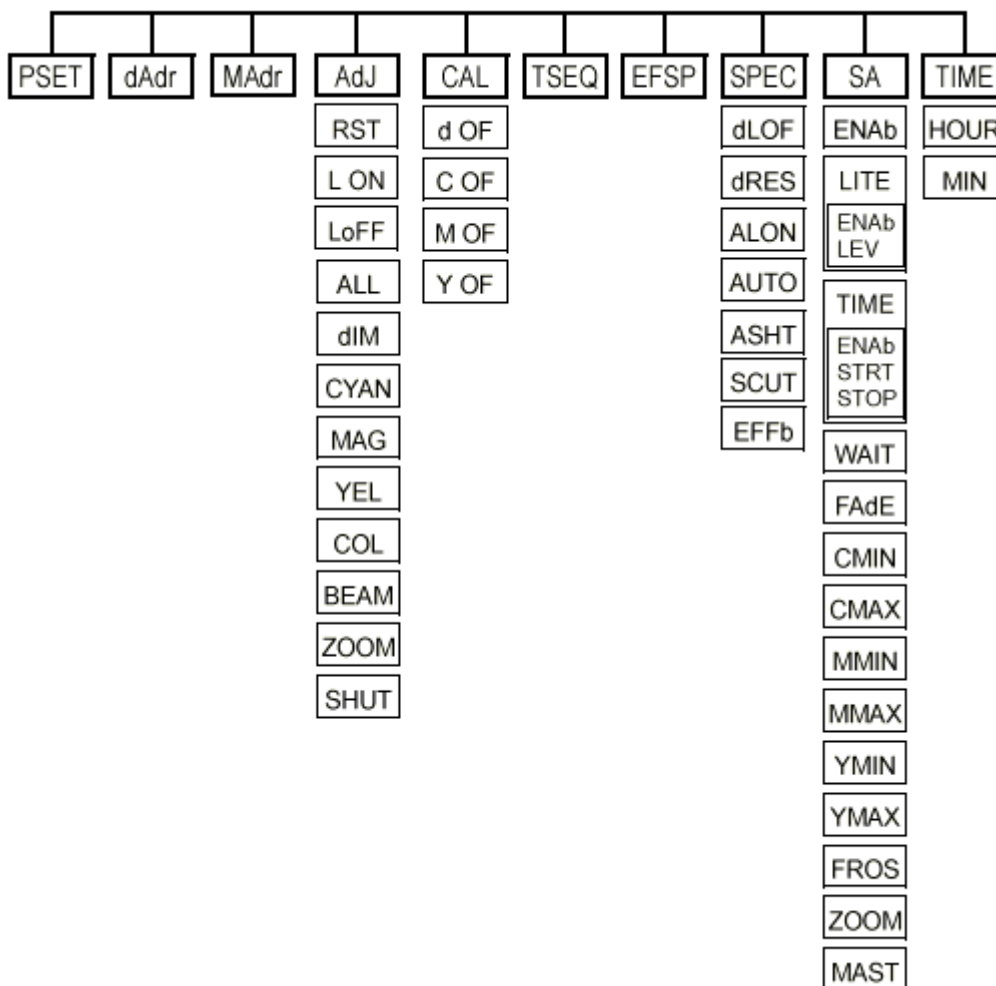 PSET
dAdr
MAdr
AdJ
RST
L ON
LoFF
ALL
dIM
CYAN
MAG
YEL
COL
BEAM
ZOOM
SHUT
CAL
d OF
C OF
M OF
Y OF
TSEQ
EFSP
SPEC
dLOF
dRES
ALON
AUTO
ASHT
SCUT
EFFb
SA
ENAb
LITE
ENAb
LEV
TIME
ENAb
STRT
STOP
WAIT
FAdE
CMIN
CMAX
MMIN
MMAX
YMIN
YMAX
FROS
ZOOM
MAST
TIME
HOUR
MIN